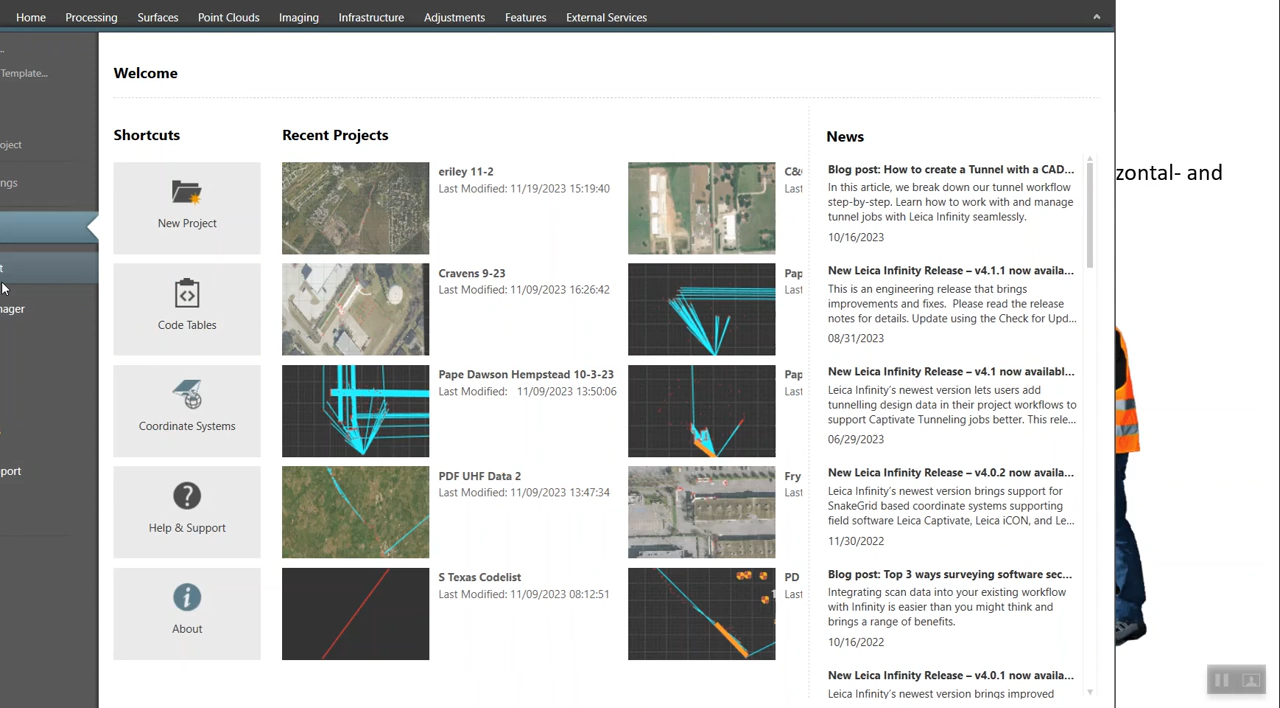 Home Processing Surfaces Point Clouds Imaging Infrastructure Adjustments Features External Services
Template...
oject
ngs
t
nager
port
Welcome
Shortcuts
New Project
Code Tables
Coordinate Systems
Help & Support
About
Recent Projects
eriley 11-2
Last Modified: 11/19/2023 15:19:40
Cravens 9-23
Last Modified: 11/09/2023 16:26:42
Pape Dawson Hempstead 10-3-23
Last Modified: 11/09/2023 13:50:06
PDF UHF Data 2
Last Modified: 11/09/2023 13:47:34
S Texas Codelist
Last Modified: 11/09/2023 08:12:51
C&
Last
Pap
Last
Pap
Last
Fry
Last
PD
Last
News
Blog post: How to create a Tunnel with a CAD...
In this article, we break down our tunnel workflow
step-by-step. Learn how to work with and manage
tunnel jobs with Leica Infinity seamlessly.
10/16/2023
New Leica Infinity Release – v4.1.1 now availa...
This is an engineering release that brings
improvements and fixes. Please read the release
notes for details. Update using the Check for Upd...
08/31/2023
New Leica Infinity Release – v4.1 now availabl...
Leica Infinity's newest version lets users add
tunnelling design data in their project workflows to
support Captivate Tunneling jobs better. This rele...
06/29/2023
New Leica Infinity Release – v4.0.2 now availa...
Leica Infinity's newest version brings support for
SnakeGrid based coordinate systems supporting
field software Leica Captivate, Leica iCON, and Le...
11/30/2022
Blog post: Top 3 ways surveying software sec...
Integrating scan data into your existing workflow
with Infinity is easier than you might think and
brings a range of benefits.
10/16/2022
New Leica Infinity Release – v4.0.1 now availa...
Leica Infinity's newest version brings improved
zontal- and